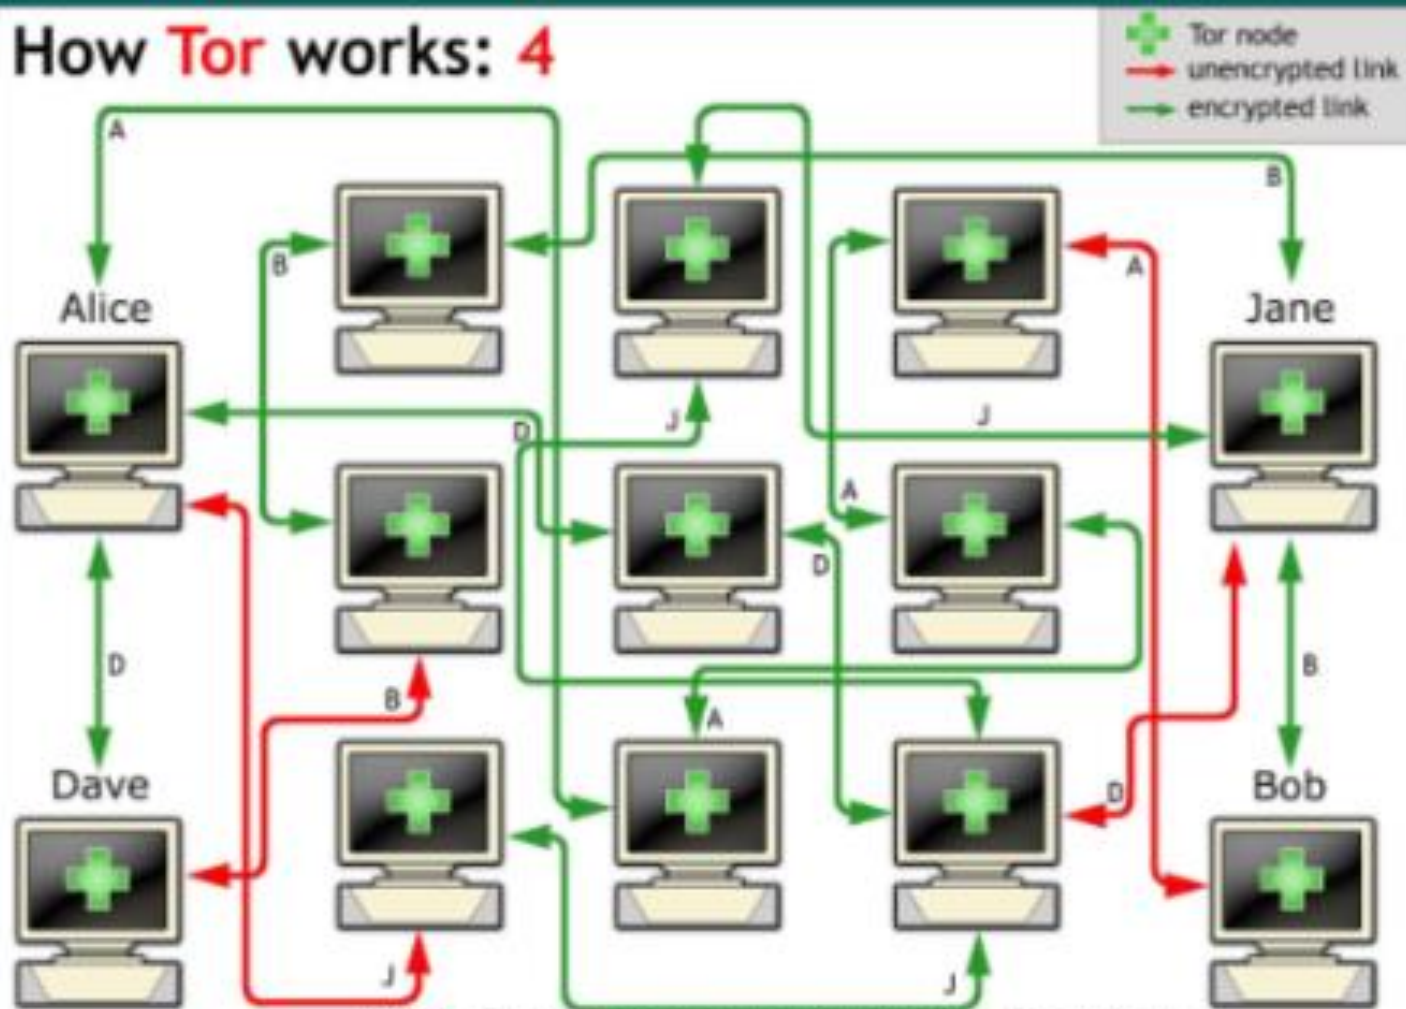 How Tor works: 4
Tor node
unencrypted link
encrypted link
A
B
B
A
Alice
Jane
D
J
J
A
D
D
B
B
A
Dave
D
Bob
J
J